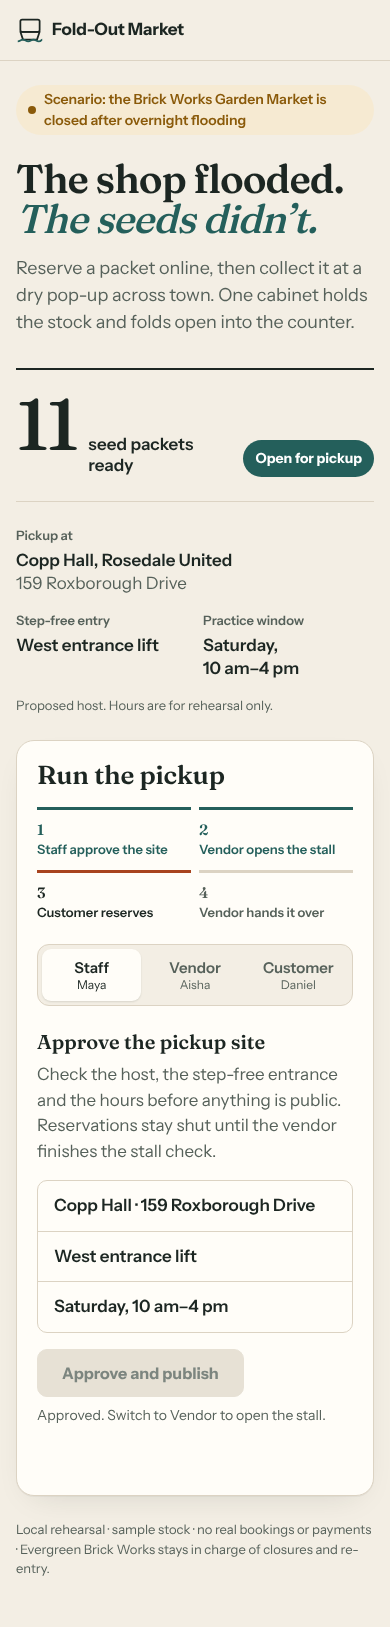 Fold-Out Market
Scenario: the Brick Works Garden Market is
closed after overnight flooding
The shop flooded.
The seeds didn’t.
Reserve a packet online, then collect it at a
dry pop-up across town. One cabinet holds
the stock and folds open into the counter.
11 seed packets
ready
Open for pickup
Pickup at
Copp Hall, Rosedale United
159 Roxborough Drive
Step-free entry
West entrance lift
Practice window
Saturday,
10 am–4 pm
Proposed host. Hours are for rehearsal only.
Run the pickup
1
Staff approve the site
2
Vendor opens the stall
3
Customer reserves
4
Vendor hands it over
Staff
Maya
Vendor
Aisha
Customer
Daniel
Approve the pickup site
Check the host, the step-free entrance
and the hours before anything is public.
Reservations stay shut until the vendor
finishes the stall check.
Copp Hall · 159 Roxborough Drive
West entrance lift
Saturday, 10 am–4 pm
Approve and publish
Approved. Switch to Vendor to open the stall.
Local rehearsal · sample stock · no real bookings or payments
· Evergreen Brick Works stays in charge of closures and re-
entry.